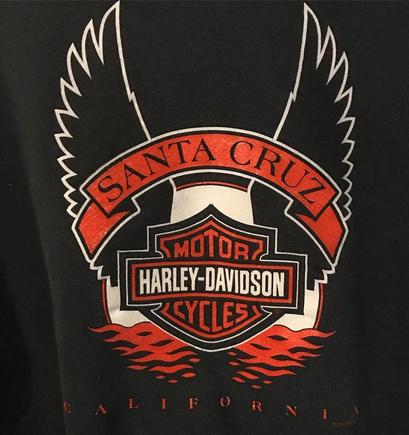 SANTA CRUZ
MOTOR
HARLEY-DAVIDSON
CYCLES
CALIFORNIA